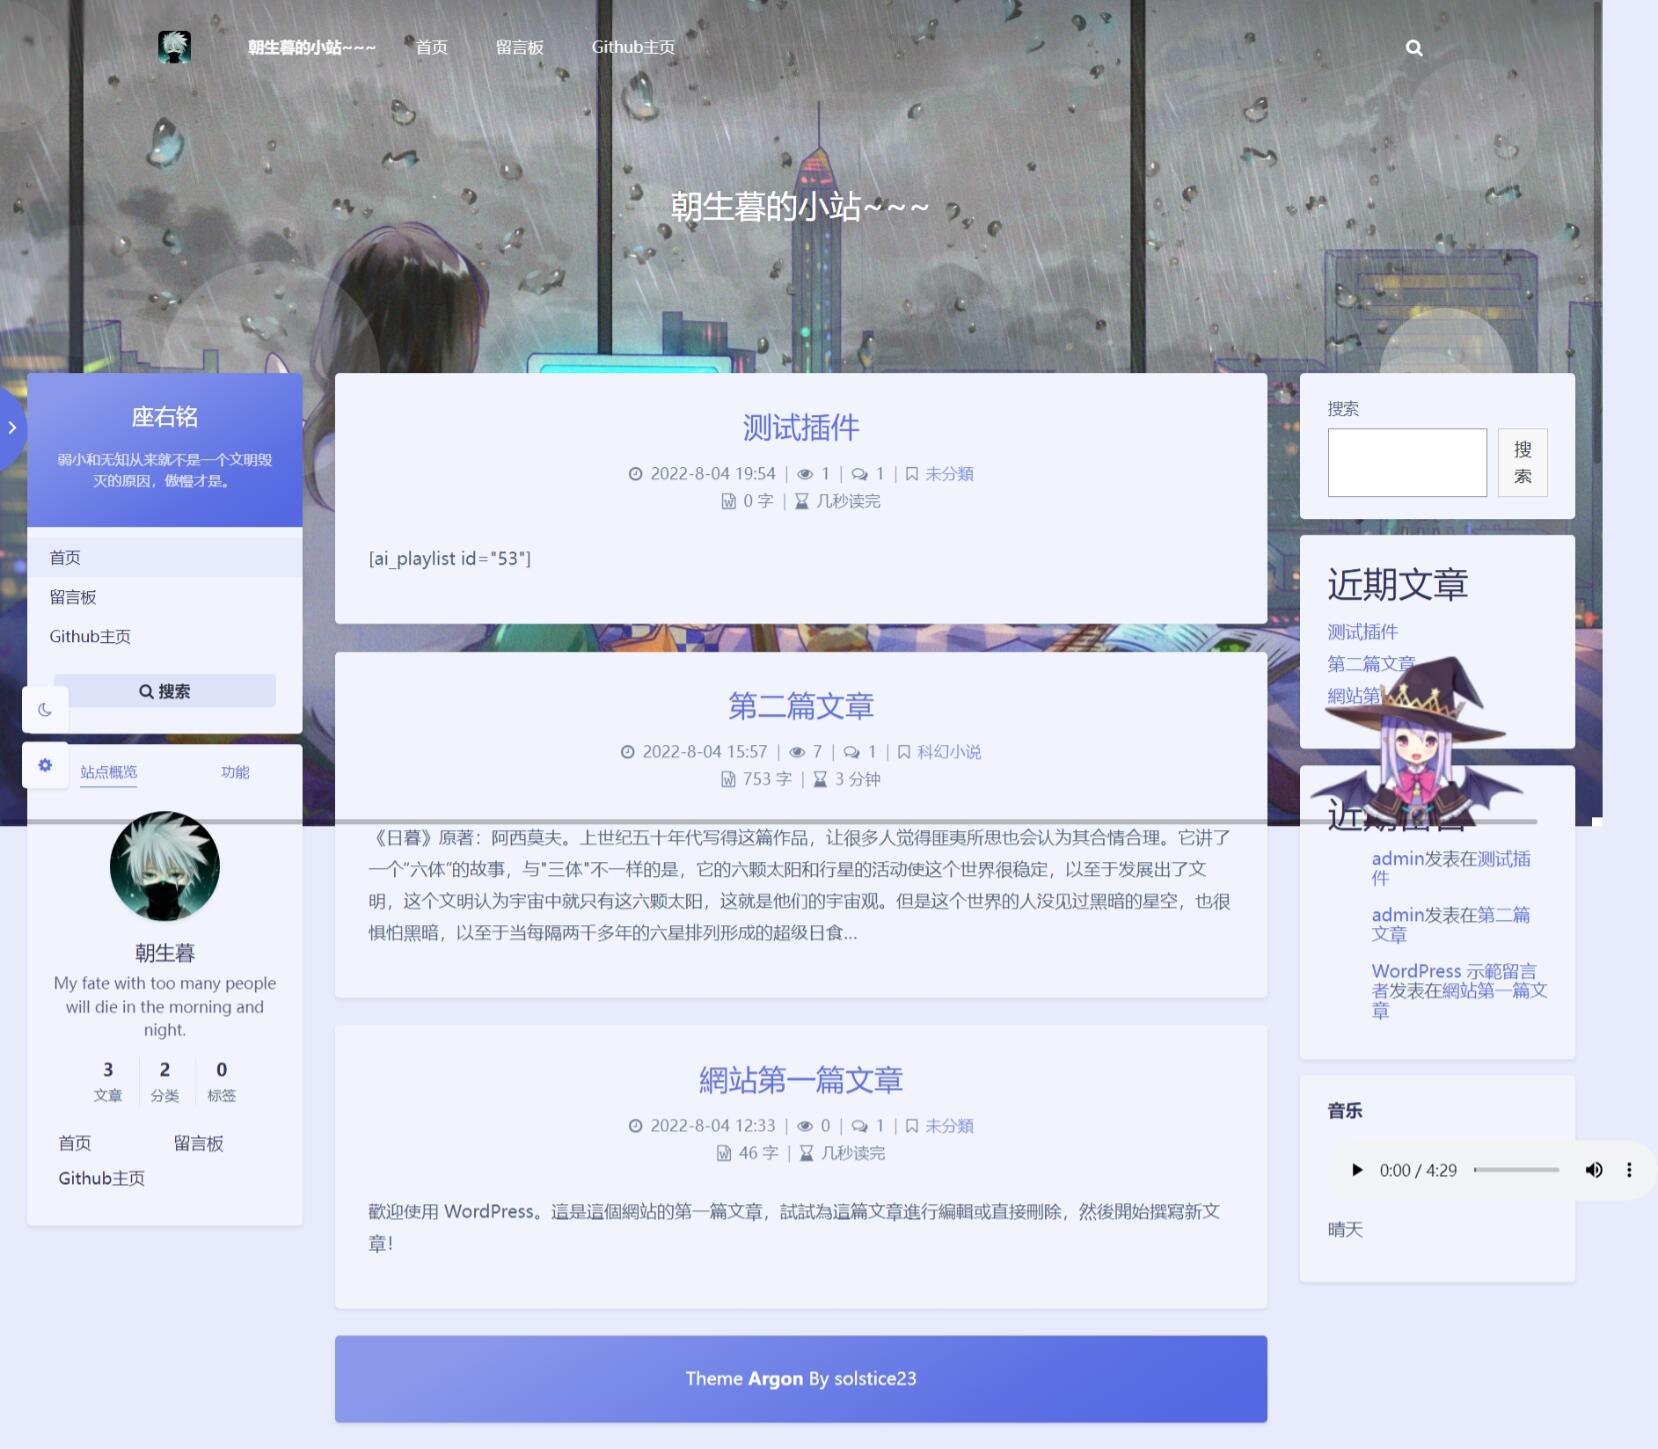 朝生暮的小站~~~ 首页 留言板 Github主页
朝生暮的小站~~~
座右铭
弱小和无知从来就不是一个文明毁
灭的原因，傲慢才是。
首页
留言板
Github主页
搜索
站点概览 功能
朝生暮
My fate with too many people
will die in the morning and
night.
3 2 0
文章 分类 标签
首页 留言板
Github主页
测试插件
2022-8-04 19:54 | 1 | 1 | 未分類
0 字 | 几秒读完
[ai_playlist id="53"]
第二篇文章
2022-8-04 15:57 | 7 | 1 | 科幻小说
753 字 | 3 分钟
《日暮》原著：阿西莫夫。上世纪五十年代写得这篇作品，让很多人觉得匪夷所思也会认为其合情合理。它讲了
一个“六体”的故事，与"三体"不一样的是，它的六颗太阳和行星的活动使这个世界很稳定，以至于发展出了文
明，这个文明认为宇宙中就只有这六颗太阳，这就是他们的宇宙观。但是这个世界的人没见过黑暗的星空，也很
惧怕黑暗，以至于当每隔两千多年的六星排列形成的超级日食...
網站第一篇文章
2022-8-04 12:33 | 0 | 1 | 未分類
46 字 | 几秒读完
歡迎使用 WordPress。這是這個網站的第一篇文章，試試為這篇文章進行編輯或直接刪除，然後開始撰寫新文
章！
Theme Argon By solstice23
搜索
搜
索
近期文章
测试插件
第二篇文章
網站第
近期留言
admin发表在测试插
件
admin发表在第二篇
文章
WordPress 示範留言
者发表在網站第一篇文
章
音乐
0:00 / 4:29
晴天